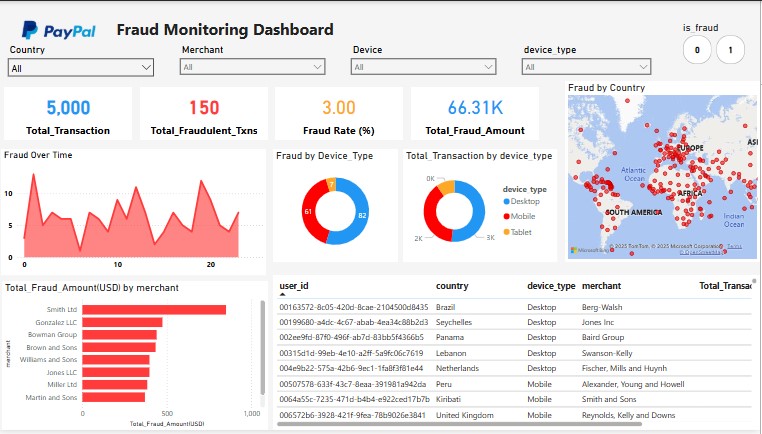 PayPal
Fraud Monitoring Dashboard
is_fraud
0 1
Country Merchant Device device_type
All All All All
5,000 150 3.00 66.31K
Total_Transaction Total_Fraudulent_Txns Fraud Rate (%) Total_Fraud_Amount
Fraud by Country
EUROPE
ASI
Atlantic
Ocean
AFRICA
SOUTH AMERICA
Indian
Ocean
© 2025 TomTom, © 2025 Microsoft Corporation Terms
© OpenStreetMap
Fraud Over Time
10
5
0
0 10 20
Fraud by Device_Type
7
61
82
Total_Transaction by device_type
0K
2K 3K
device_type
Desktop
Mobile
Tablet
Total_Fraud_Amount(USD) by merchant
merchant
Smith Ltd
Gonzalez LLC
Bowman Group
Brown and Sons
Williams and Sons
Jones LLC
Miller Ltd
Martin and Sons
0 500 1,000
Total_Fraud_Amount(USD)
user_id country device_type merchant Total_Transac
00163572-8c05-420d-8cae-2104500d8435 Brazil Desktop Berg-Walsh
00199680-a4dc-4c67-abab-4ea34c88b2d3 Seychelles Desktop Jones Inc
002ee9fd-87f0-496f-ab7d-83bb5f4366b5 Panama Desktop Baird Group
00315d1d-99eb-4e10-a2ff-5a9fc06c7619 Lebanon Desktop Swanson-Kelly
004e9b22-575a-42b6-9ec1-1fa8f3f81e44 Netherlands Desktop Fischer, Mills and Huynh
00507578-633f-43c7-8eaa-391981a942da Peru Mobile Alexander, Young and Howell
0064a55c-7235-471d-b4b4-e922ced17b7b Kiribati Mobile Smith and Sons
006572b6-3928-421f-9fea-78b9026e3841 United Kingdom Mobile Reynolds, Kelly and Downs